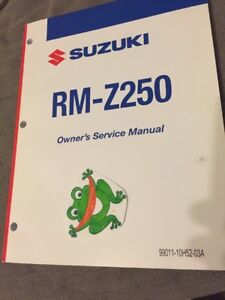 SUZUKI
RM-Z250
Owner's Service Manual
99011-10H52-03A